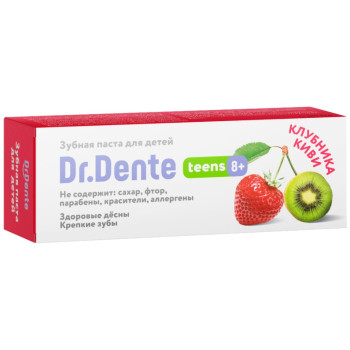 Зубная паста для детей
Dr.Dente teens 8+
Не содержит: сахар, фтор,
парабены, красители, аллергены
Здоровые дёсны
Крепкие зубы
КЛУБНИКА
КИВИ
Dr.Dente
Зубная паста
для детей